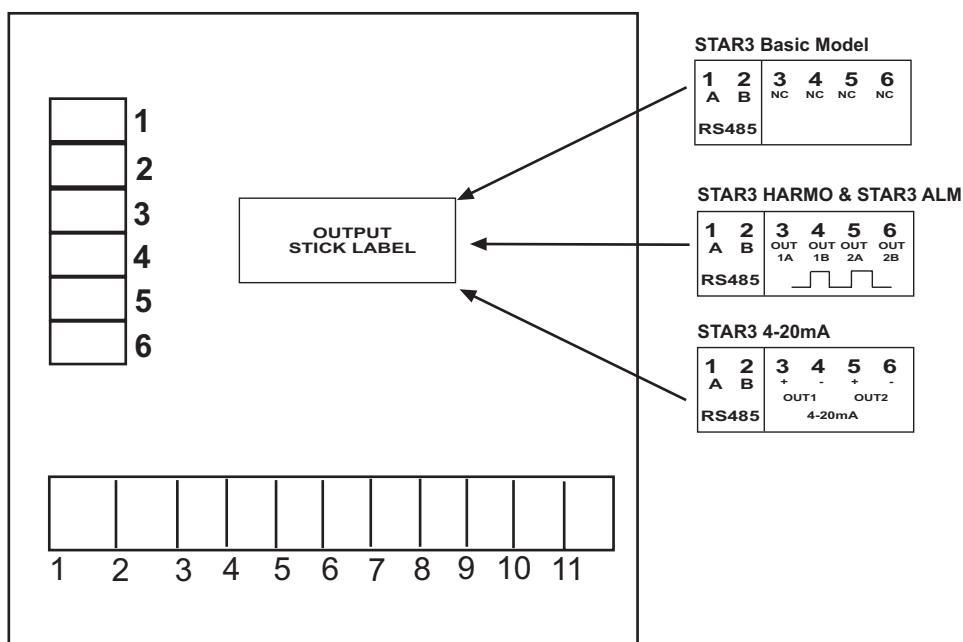 STAR3 Basic Model
1 2 3 4 5 6
A B NC NC NC NC
RS485
1
2
3
4
5
6
OUTPUT
STICK LABEL
STAR3 HARMO & STAR3 ALM
1 2 3 4 5 6
A B OUT OUT OUT OUT
1A 1B 2A 2B
RS485
STAR3 4-20mA
1 2 3 4 5 6
A B + - + -
OUT1 OUT2
RS485 4-20mA
1 2 3 4 5 6 7 8 9 10 11